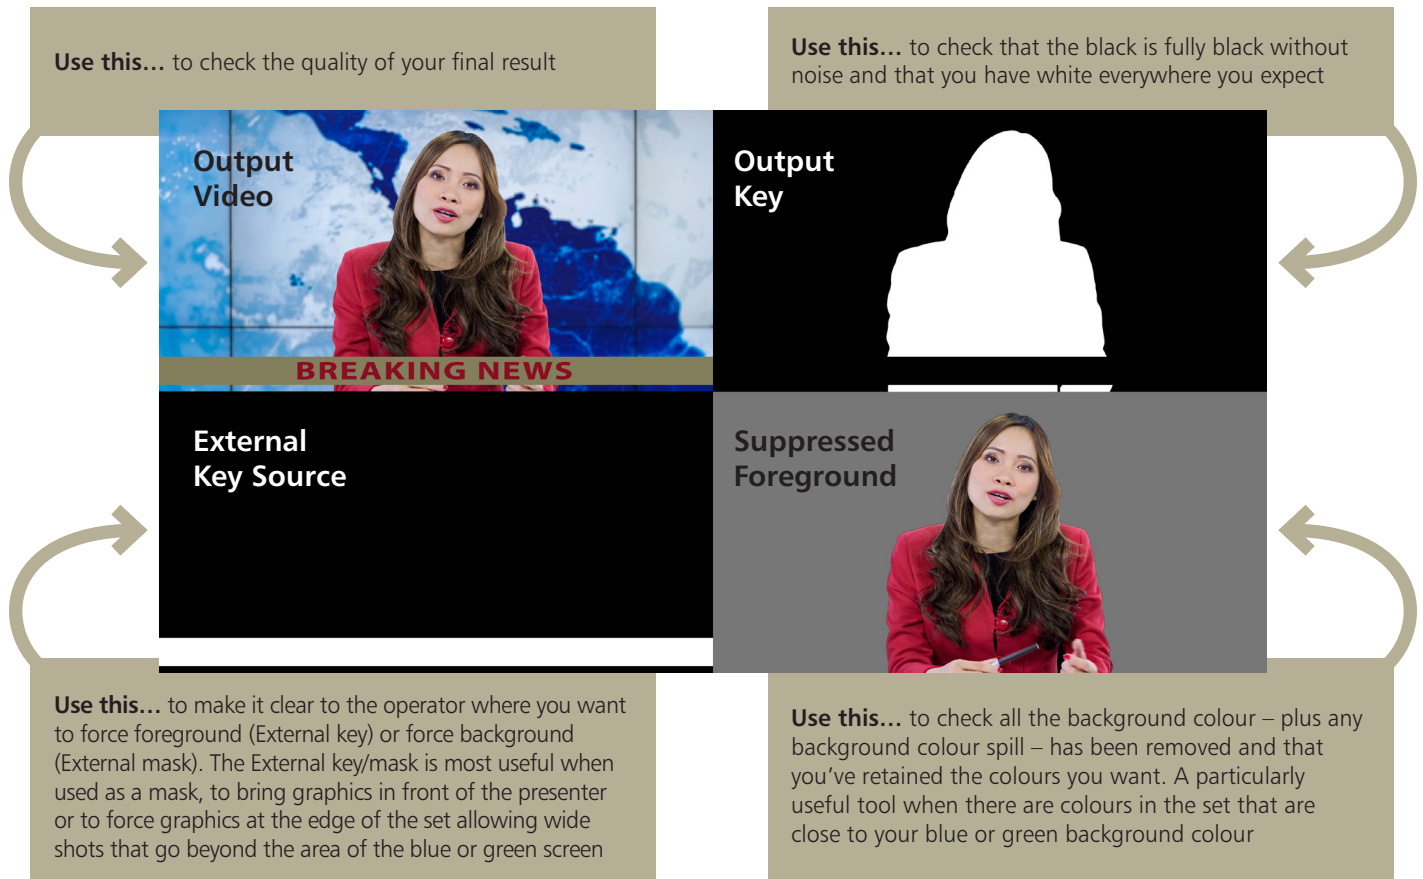 Use this… to check the quality of your final result
Use this… to check that the black is fully black without
noise and that you have white everywhere you expect
Output
Video
BREAKING NEWS
Output
Key
External
Key Source
Suppressed
Foreground
Use this… to make it clear to the operator where you want
to force foreground (External key) or force background
(External mask). The External key/mask is most useful when
used as a mask, to bring graphics in front of the presenter
or to force graphics at the edge of the set allowing wide
shots that go beyond the area of the blue or green screen
Use this… to check all the background colour – plus any
background colour spill – has been removed and that
you’ve retained the colours you want. A particularly
useful tool when there are colours in the set that are
close to your blue or green background colour